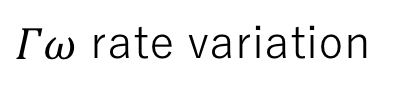 Γω rate variation